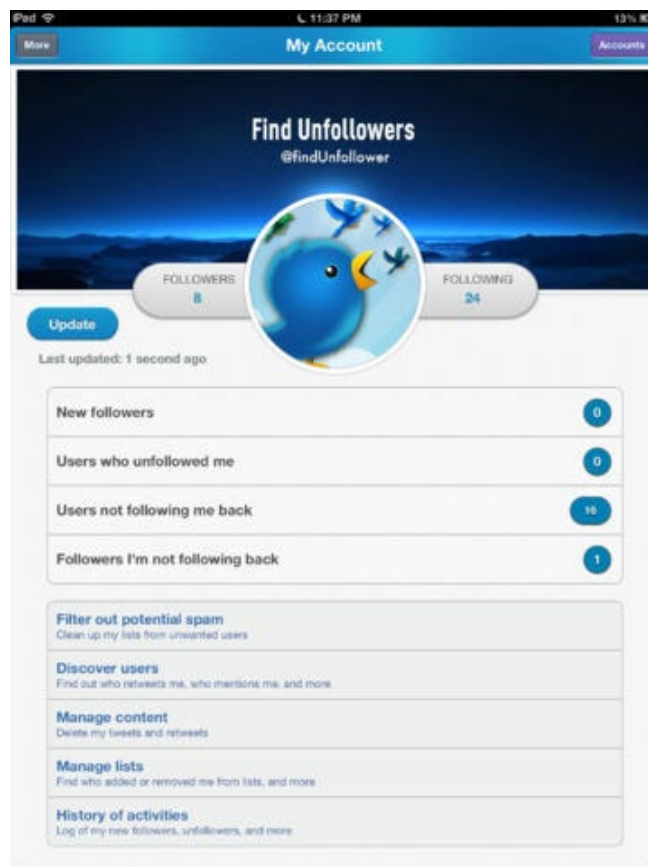 iPad 11:37 PM 13%
More My Account Accounts
Find Unfollowers
@findUnfollower
FOLLOWERS FOLLOWING
8 24
Update
Last updated: 1 second ago
New followers 0
Users who unfollowed me 0
Users not following me back 16
Followers I'm not following back 1
Filter out potential spam
Clean up my lists from unwanted users
Discover users
Find out who retweets me, who mentions me, and more
Manage content
Delete my tweets and retweets
Manage lists
Find who added or removed me from lists, and more
History of activities
Log of my new followers, unfollowers, and more